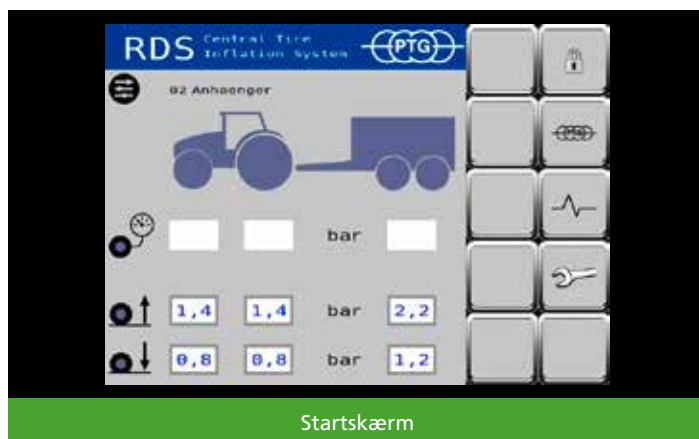 RDS Central Tire
Inflation System
PTG
02 Anhaenger
PTG
bar
1,4 1,4 bar 2,2
0,8 0,8 bar 1,2
Startskærm